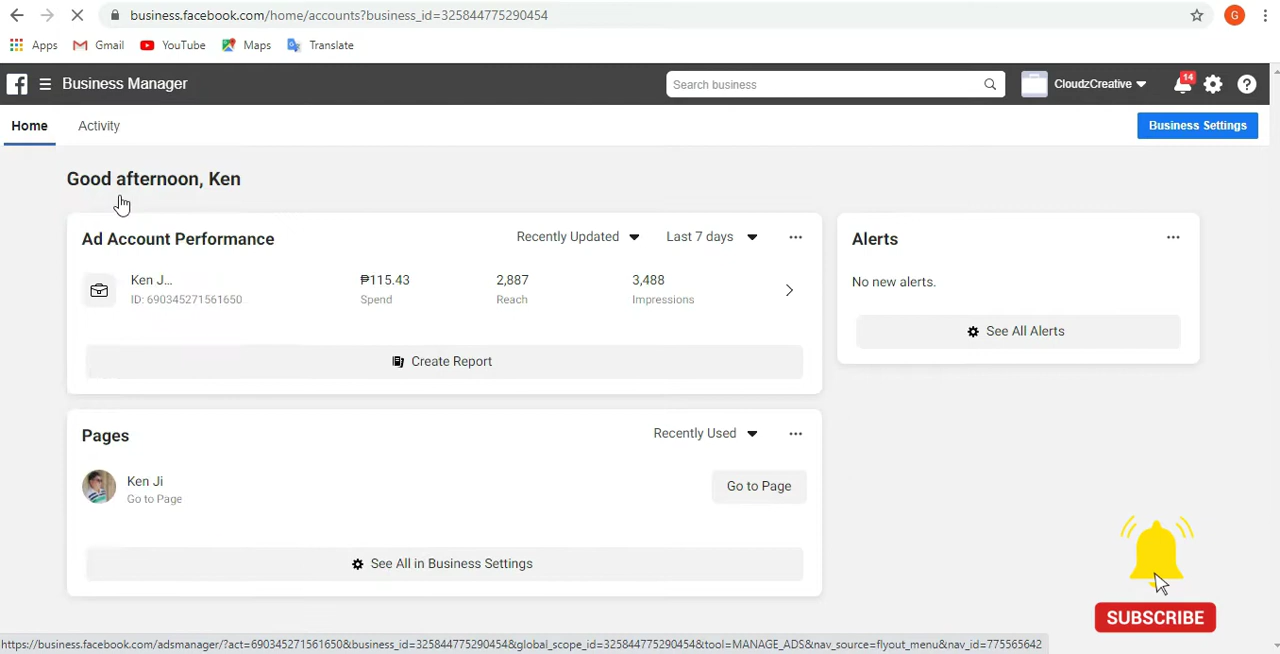 business.facebook.com/home/accounts?business_id=325844775290454
G
Apps Gmail YouTube Maps Translate
Business Manager
Search business
CloudzCreative
14
Home Activity
Business Settings
Good afternoon, Ken
Ad Account Performance
Recently Updated
Last 7 days
Ken J...
ID: 690345271561650
₱115.43
Spend
2,887
Reach
3,488
Impressions
Create Report
Alerts
No new alerts.
See All Alerts
Pages
Recently Used
Ken Ji
Go to Page
Go to Page
See All in Business Settings
SUBSCRIBE
https://business.facebook.com/adsmanager/?act=690345271561650&business_id=325844775290454&global_scope_id=325844775290454&tool=MANAGE_ADS&nav_source=flyout_menu&nav_id=775565642